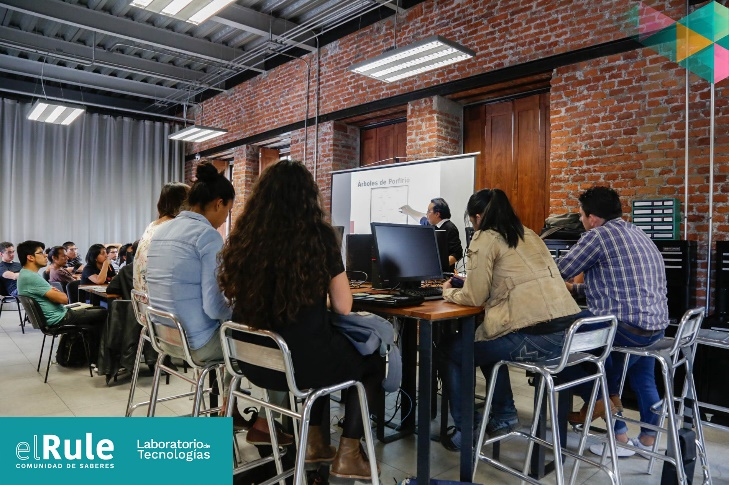 Árboles de Porfirio
elRule
COMUNIDAD DE SABERES
Laboratorio de
Tecnologías